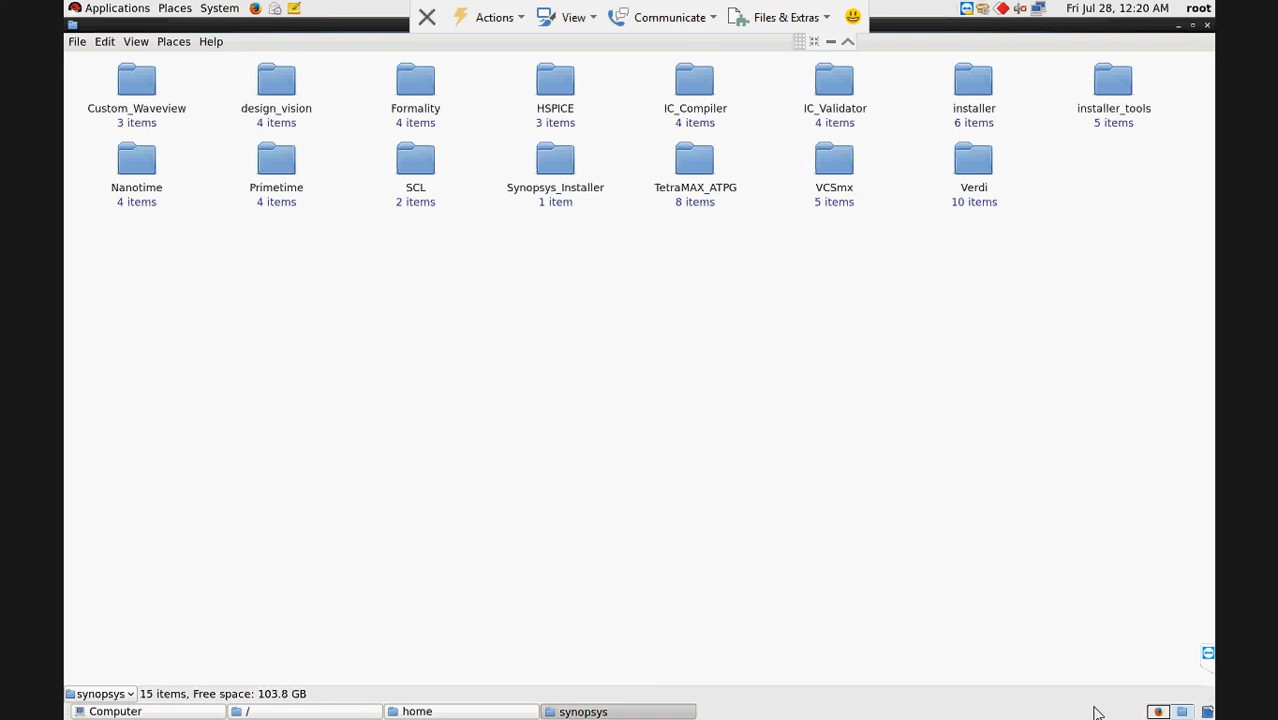 Applications Places System
Actions View Communicate Files & Extras
Fri Jul 28, 12:20 AM root
File Edit View Places Help
Custom_Waveview design_vision Formality HSPICE IC_Compiler IC_Validator installer installer_tools
3 items 4 items 4 items 3 items 4 items 4 items 6 items 5 items
Nanotime Primetime SCL Synopsys_Installer TetraMAX_ATPG VCSmx Verdi
4 items 4 items 2 items 1 item 8 items 5 items 10 items
synopsys 15 items, Free space: 103.8 GB
Computer / home synopsys